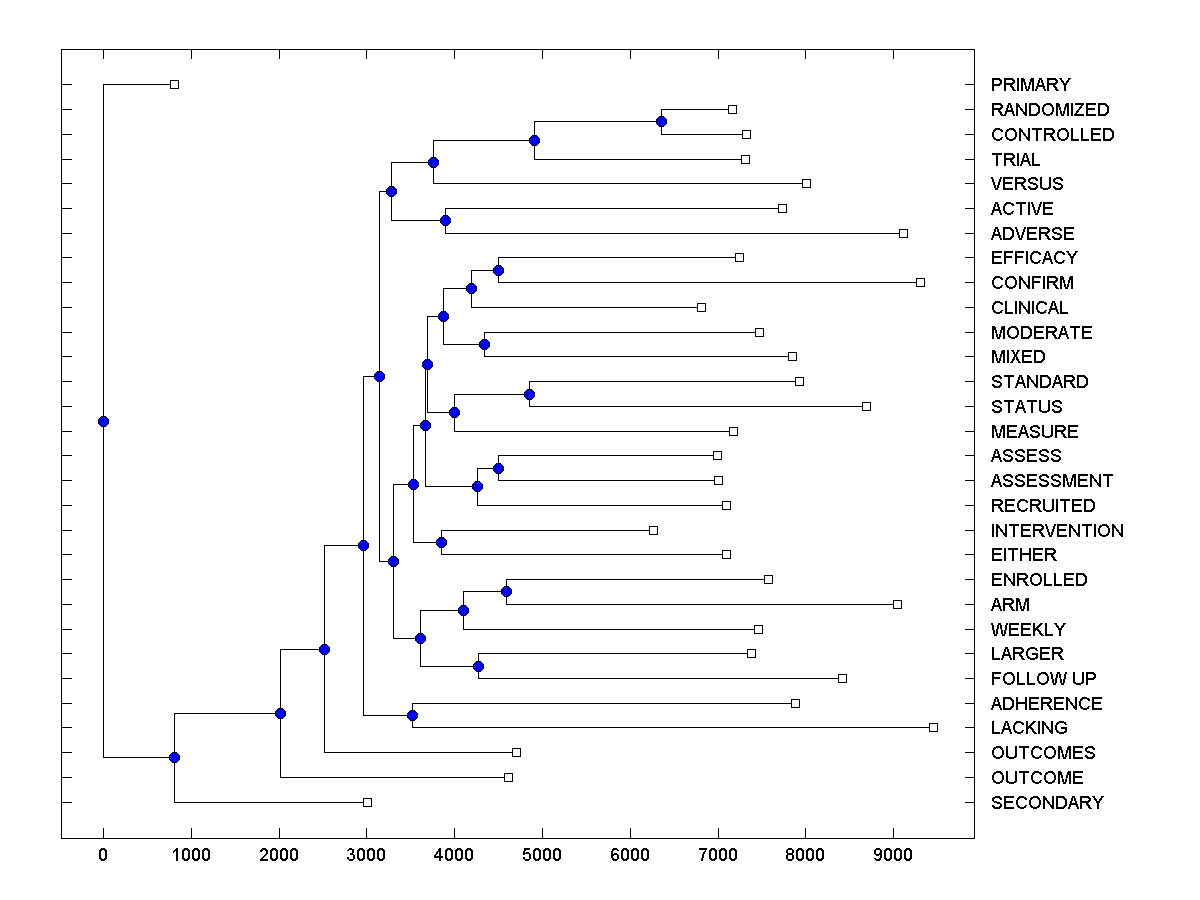 PRIMARY
RANDOMIZED
CONTROLLED
TRIAL
VERSUS
ACTIVE
ADVERSE
EFFICACY
CONFIRM
CLINICAL
MODERATE
MIXED
STANDARD
STATUS
MEASURE
ASSESS
ASSESSMENT
RECRUITED
INTERVENTION
EITHER
ENROLLED
ARM
WEEKLY
LARGER
FOLLOW UP
ADHERENCE
LACKING
OUTCOMES
OUTCOME
SECONDARY
0 1000 2000 3000 4000 5000 6000 7000 8000 9000